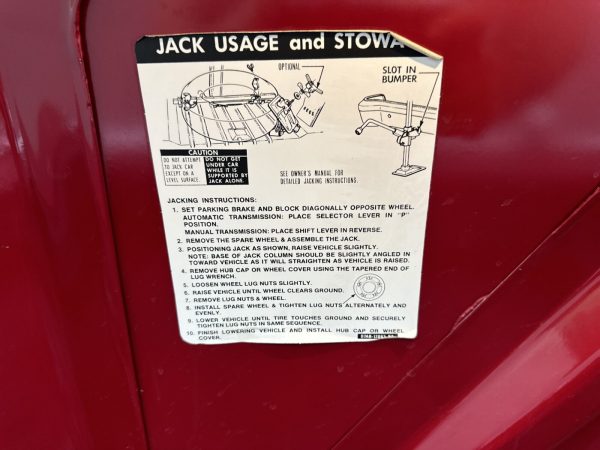 JACK USAGE and STOWA
OPTIONAL
SLOT IN
BUMPER
CAUTION
DO NOT ATTEMPT
TO JACK CAR
EXCEPT ON A
LEVEL SURFACE.
DO NOT GET
UNDER CAR
WHILE IT IS
SUPPORTED BY
JACK ALONE.
SEE OWNER'S MANUAL FOR
DETAILED JACKING INSTRUCTIONS.
JACKING INSTRUCTIONS:
1. SET PARKING BRAKE AND BLOCK DIAGONALLY OPPOSITE WHEEL.
AUTOMATIC TRANSMISSION: PLACE SELECTOR LEVER IN "P"
POSITION.
MANUAL TRANSMISSION: PLACE SHIFT LEVER IN REVERSE.
2. REMOVE THE SPARE WHEEL & ASSEMBLE THE JACK.
3. POSITIONING JACK AS SHOWN, RAISE VEHICLE SLIGHTLY.
NOTE: BASE OF JACK COLUMN SHOULD BE SLIGHTLY ANGLED IN
TOWARD VEHICLE AS IT WILL STRAIGHTEN AS VEHICLE IS RAISED.
4. REMOVE HUB CAP OR WHEEL COVER USING THE TAPERED END OF
LUG WRENCH.
5. LOOSEN WHEEL LUG NUTS SLIGHTLY.
6. RAISE VEHICLE UNTIL WHEEL CLEARS GROUND.
7. REMOVE LUG NUTS & WHEEL.
8. INSTALL SPARE WHEEL & TIGHTEN LUG NUTS ALTERNATELY AND
EVENLY.
9. LOWER VEHICLE UNTIL TIRE TOUCHES GROUND AND SECURELY
TIGHTEN LUG NUTS IN SAME SEQUENCE.
10. FINISH LOWERING VEHICLE AND INSTALL HUB CAP OR WHEEL
COVER.